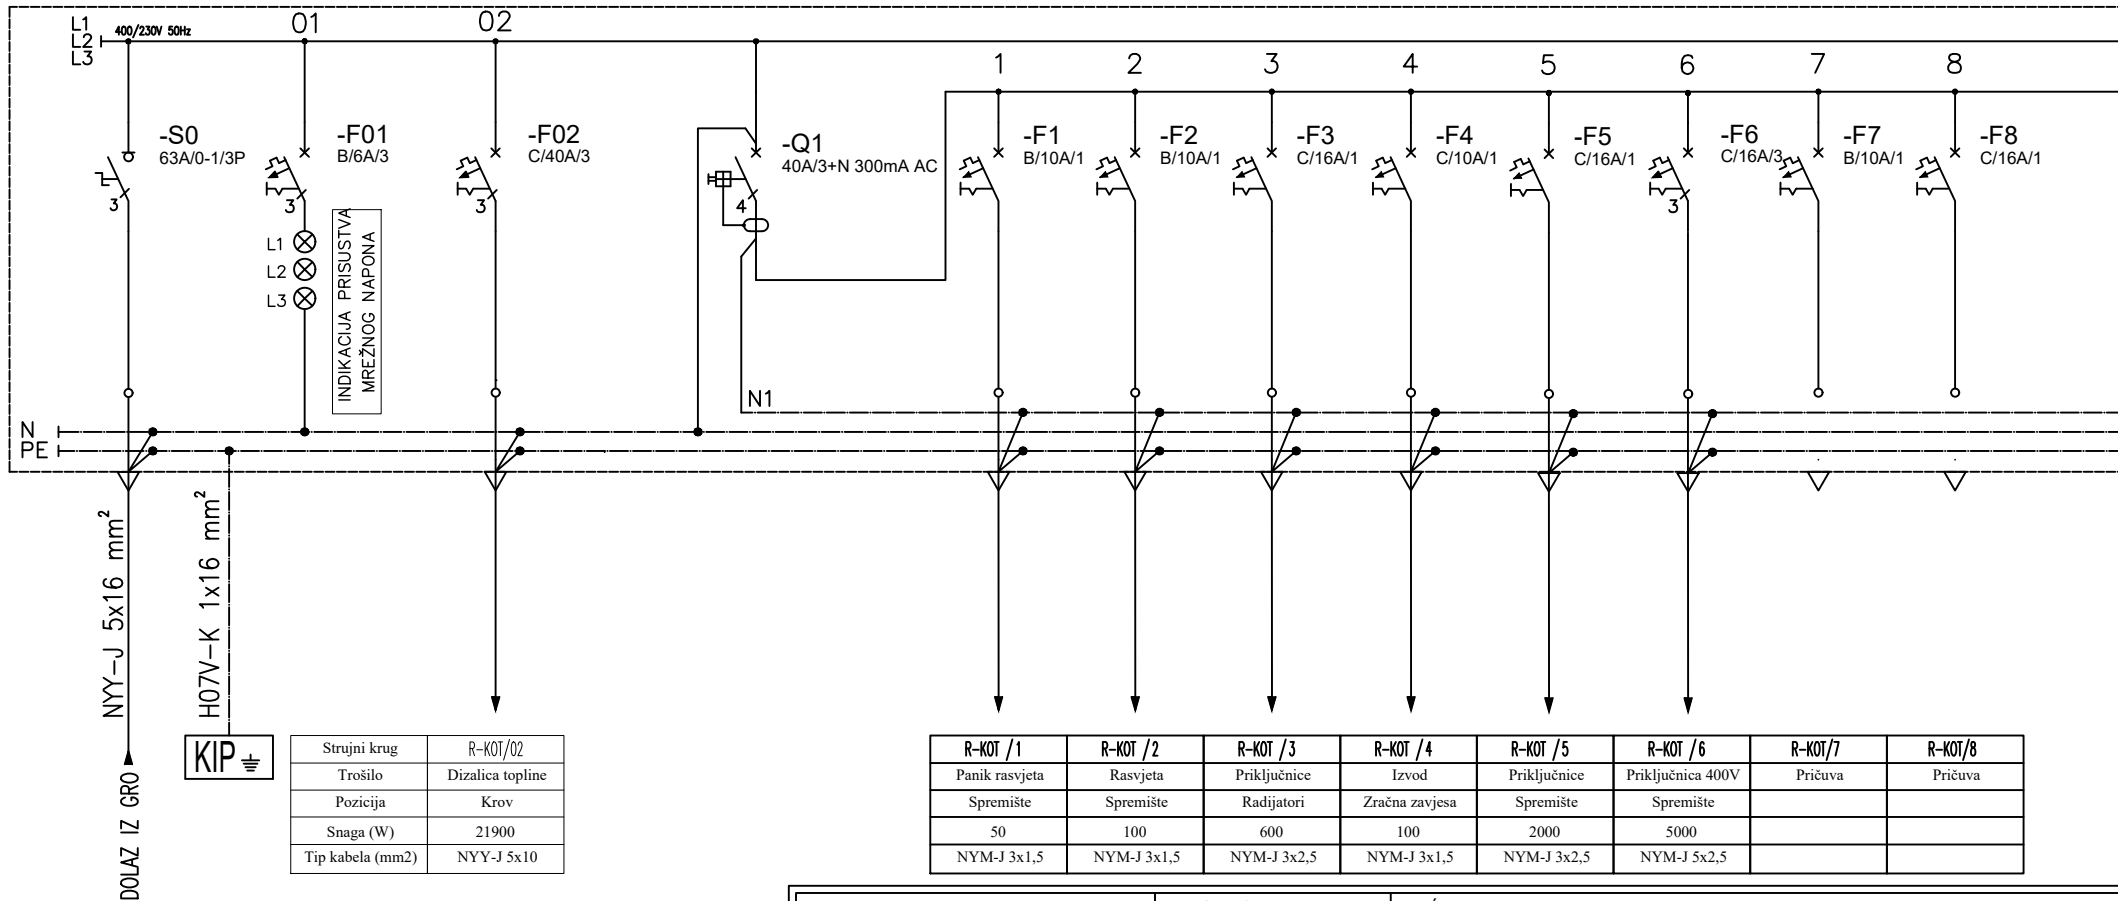 L1
L2
L3
400/230V 50Hz
01
02
1
2
3
4
5
6
7
8
-S0
63A/0-1/3P
3
-F01
B/6A/3
3
-F02
C/40A/3
3
-Q1
40A/3+N 300mA AC
4
-F1
B/10A/1
-F2
B/10A/1
-F3
C/16A/1
-F4
C/10A/1
-F5
C/16A/1
-F6
C/16A/3
3
-F7
B/10A/1
-F8
C/16A/1
L1
L2
L3
INDIKACIJA PRISUSTVA
MREŽNOG NAPONA
N1
N
PE
NYY-J 5x16 mm²
H07V-K 1x16 mm²
DOLAZ IZ GRO
KIP
Strujni krug R-KOT/02
Trošilo Dizalica topline
Pozicija Krov
Snaga (W) 21900
Tip kabela (mm2) NYY-J 5x10
R-KOT /1 R-KOT /2 R-KOT /3 R-KOT /4 R-KOT /5 R-KOT /6 R-KOT/7 R-KOT/8
Panik rasvjeta Rasvjeta Priključnice Izvod Priključnice Priključnica 400V Pričuva Pričuva
Spremište Spremište Radijatori Zračna zavjesa Spremište Spremište
50 100 600 100 2000 5000
NYM-J 3x1,5 NYM-J 3x1,5 NYM-J 3x2,5 NYM-J 3x1,5 NYM-J 3x2,5 NYM-J 5x2,5